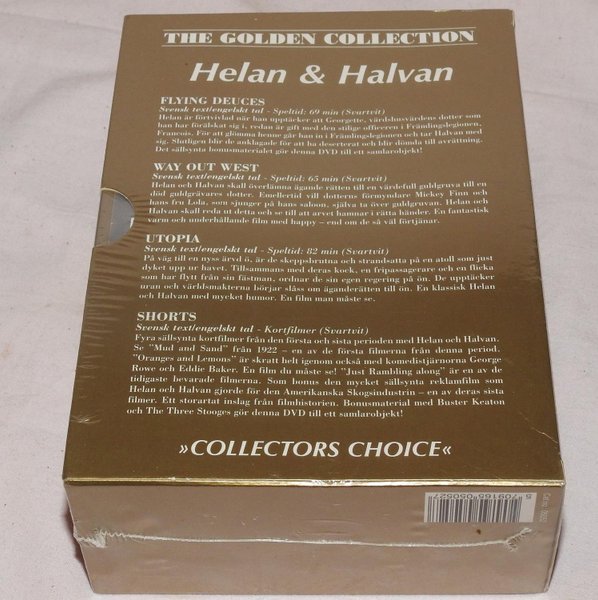 THE GOLDEN COLLECTION
Helan & Halvan
FLYING DEUCES
Svensk text/engelskt tal - Speltid: 69 min (Svartvit)
Helan är förtvivlad när han upptäcker att Georgette, värdshusvärdens dotter som
han har förälskat sig i, redan är gift med den stilige officeren i Främlingslegionen,
Francois. För att glömma henne går han in i Främlingslegionen och tar Halvan med
sig. Slutligen blir de anklagade för att ha deserterat och blir dömda till avrättning.
Det sällsynta bonusmaterialet gör denna DVD till ett samlarobjekt!
WAY OUT WEST
Svensk text/engelskt tal - Speltid: 65 min (Svartvit)
Helan och Halvan skall överlämna ägande rätten till en värdefull guldgruva till en
död guldgrävares dotter. Emellertid vill dotterns förmyndare Mickey Finn och
hans fru Lola, som sjunger på hans saloon, själva ta över guldgruvan. Helan och
Halvan skall reda ut detta och se till att arvet hamnar i rätta händer. En fantastisk
varm och underhållande film med happy – end om de så väl förtjänar.
UTOPIA
Svensk text/engelskt tal - Speltid: 82 min (Svartvit)
På väg till en nyss ärvd ö, är de skeppsbrutna och strandsatta på en atoll som just
dyket upp ur havet. Tillsammans med deras kock, en fripassagerare och en flicka
som har flytt från sin fästman, ordnar de sin egen regering på ön. De upptäcker
uran och världsmakterna börjar slåss om äganderätten till ön. En klassisk Helan
och Halvan med mycket humor. En film man måste se.
SHORTS
Svensk text/engelskt tal - Kortfilmer (Svartvit)
Fyra sällsynta kortfilmer från den första och sista perioden med Helan och Halvan.
Se "Mud and Sand" från 1922 – en av de första filmerna från denna period.
"Oranges and Lemons" är skratt helt igenom också med komedistjärnorna George
Rowe och Eddie Baker. En film du måste se! "Just Rambling along" är en av de
tidigaste bevarade filmerna. Som bonus den mycket sällsynta reklamfilm som
Helan och Halvan gjorde för den Amerikanska Skogsindustrin – en av deras sista
filmer. Ett storartat inslag från filmhistorien. Bonusmaterial med Buster Keaton
och The Three Stooges gör denna DVD till ett samlarobjekt!
»COLLECTORS CHOICE«
5 709165 050527